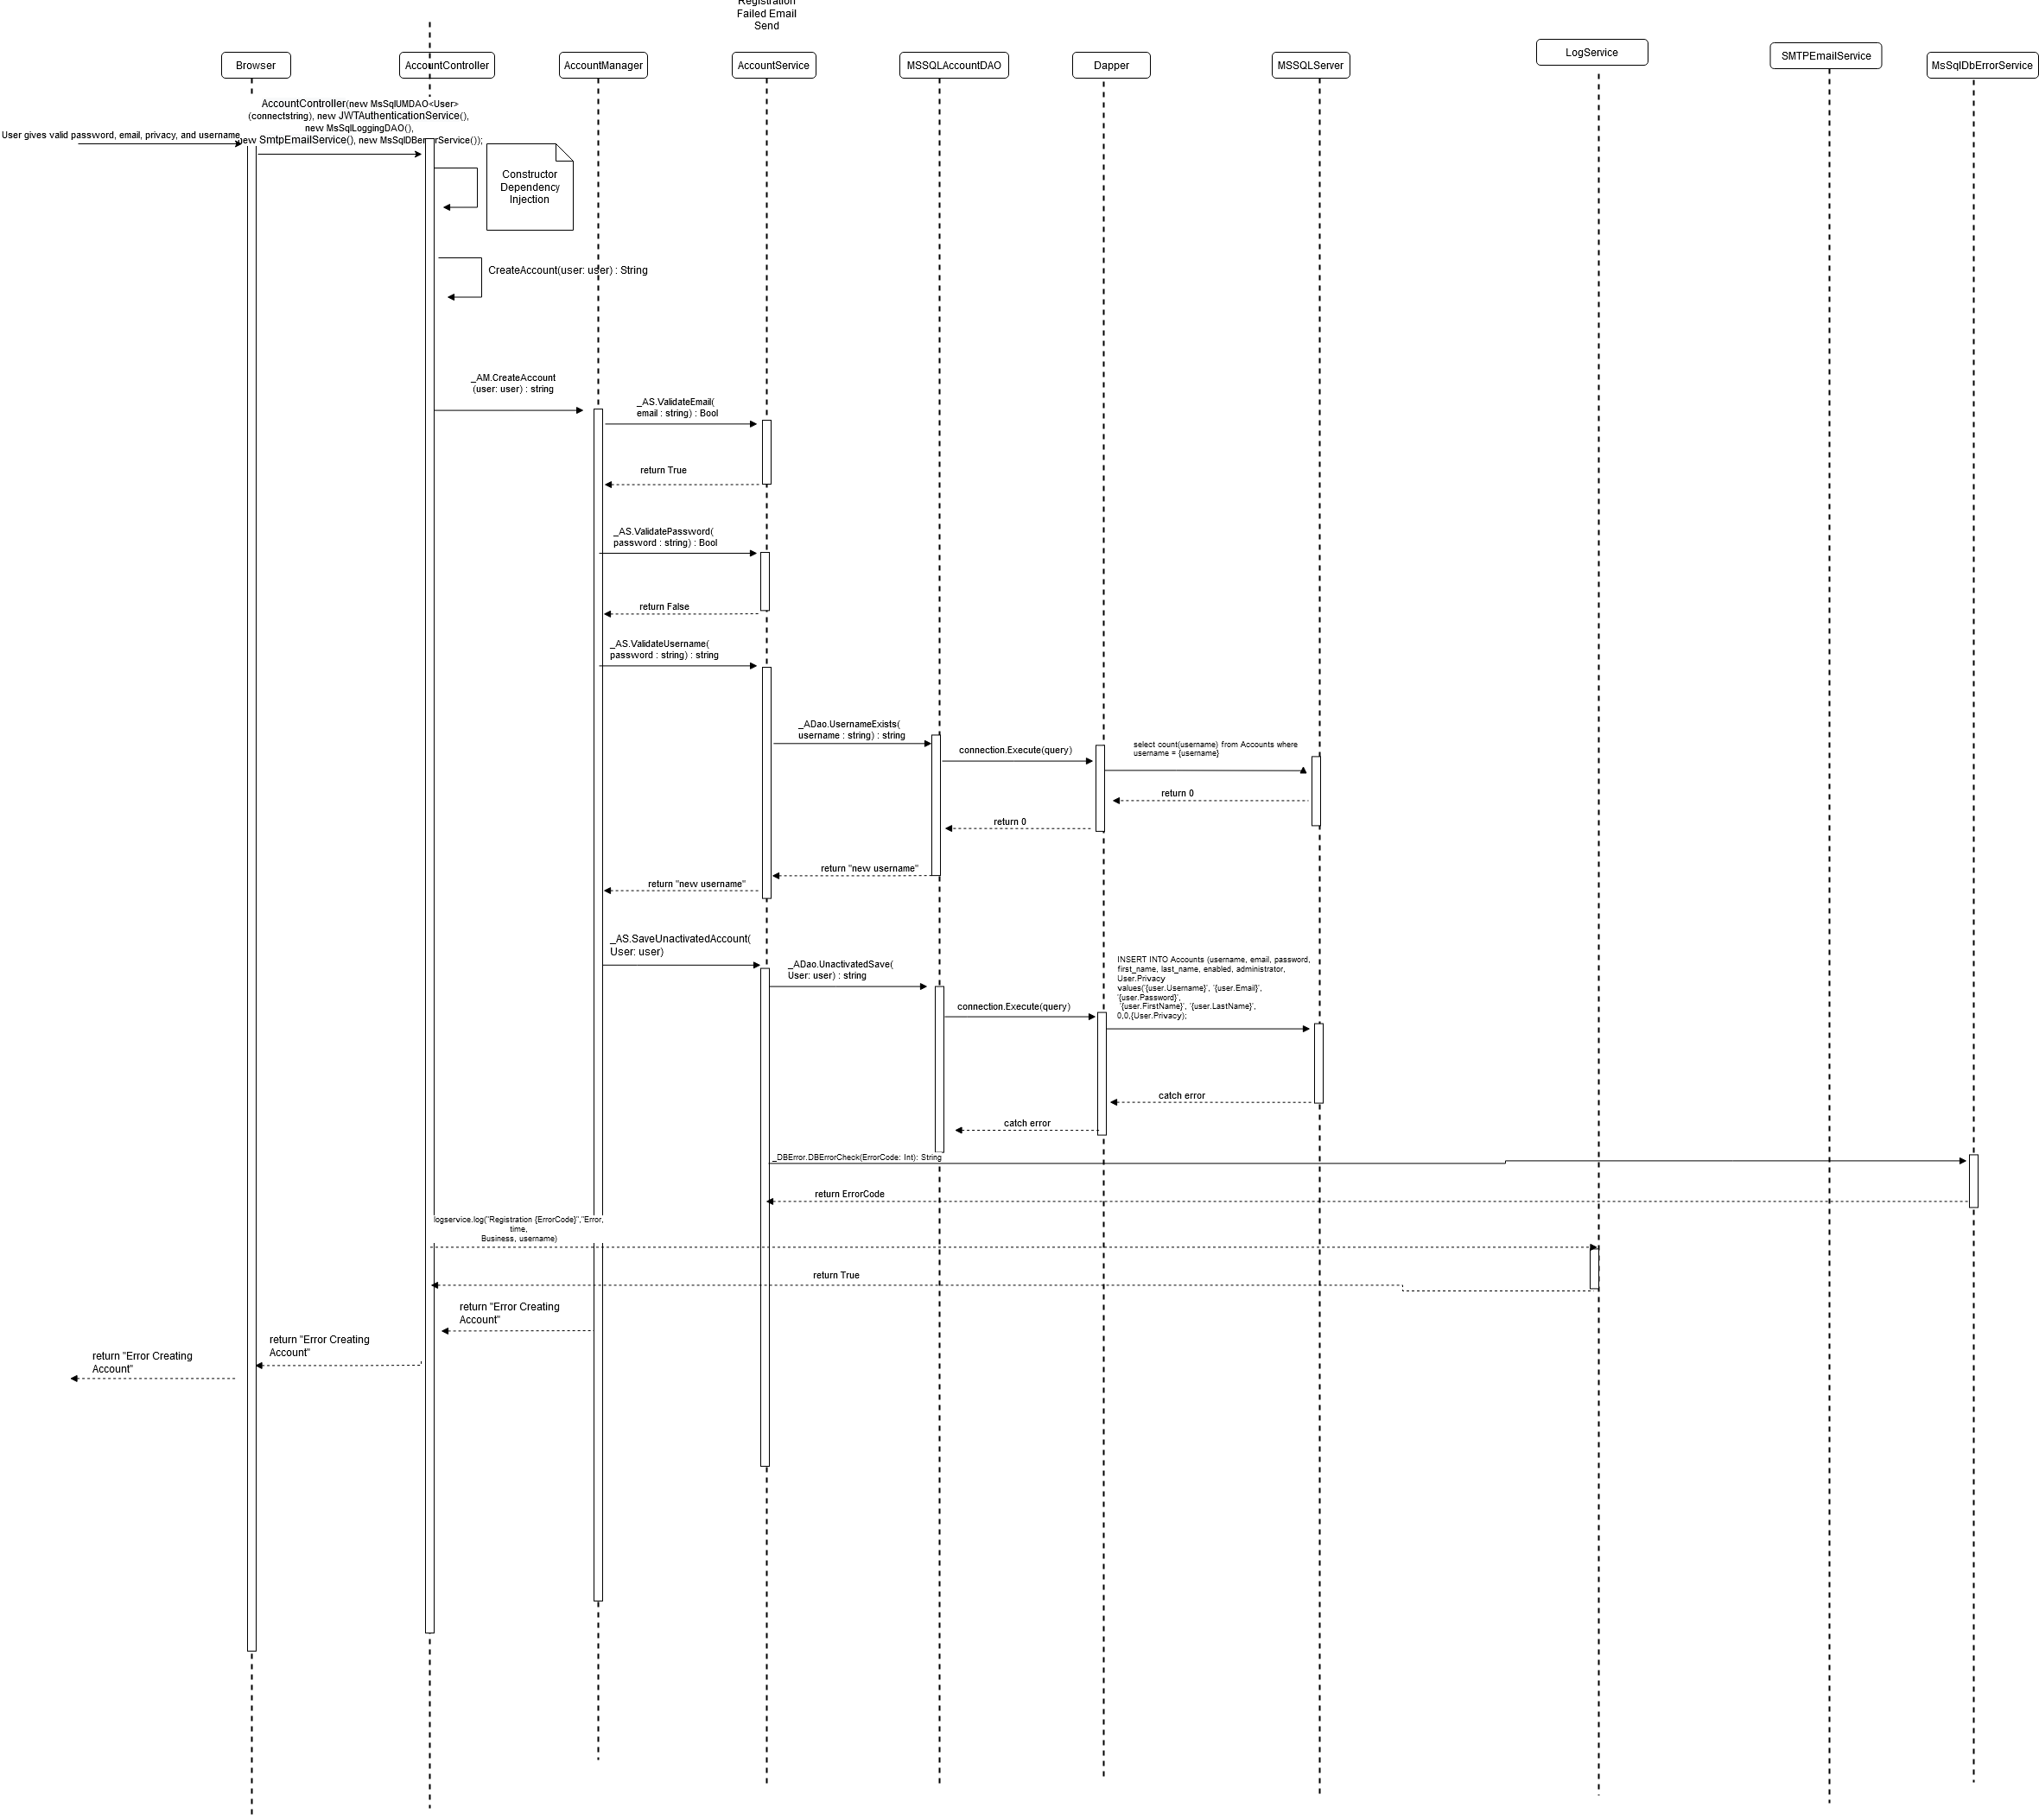 Registration
Failed Email
Send
Browser
AccountController
AccountManager
AccountService
MSSQLAccountDAO
Dapper
MSSQLServer
LogService
SMTPEmailService
MsSqlDbErrorService
AccountController(new MsSqlUMDAO<User>
(connectstring), new JWTAuthenticationService(),
new MsSqlLoggingDAO(),
new SmtpEmailService(), new MsSqlDBerrorService());
User gives valid password, email, privacy, and username
Constructor
Dependency
Injection
CreateAccount(user: user) : String
_AM.CreateAccount
(user: user) : string
_AS.ValidateEmail(
email : string) : Bool
return True
_AS.ValidatePassword(
password : string) : Bool
return False
_AS.ValidateUsername(
password : string) : string
_ADao.UsernameExists(
username : string) : string
connection.Execute(query)
select count(username) from Accounts where
username = {username}
return 0
return 0
return "new username"
return "new username"
_AS.SaveUnactivatedAccount(
User: user)
_ADao.UnactivatedSave(
User: user) : string
connection.Execute(query)
INSERT INTO Accounts (username, email, password,
first_name, last_name, enabled, administrator,
User.Privacy
values('{user.Username}', '{user.Email}',
'{user.Password}',
'{user.FirstName}', '{user.LastName}',
0,0,{User.Privacy);
catch error
catch error
_DBError.DBErrorCheck(ErrorCode: Int): String
return ErrorCode
logservice.log("Registration {ErrorCode}","Error,
time,
Business, username)
return True
return "Error Creating
Account"
return "Error Creating
Account"
return "Error Creating
Account"